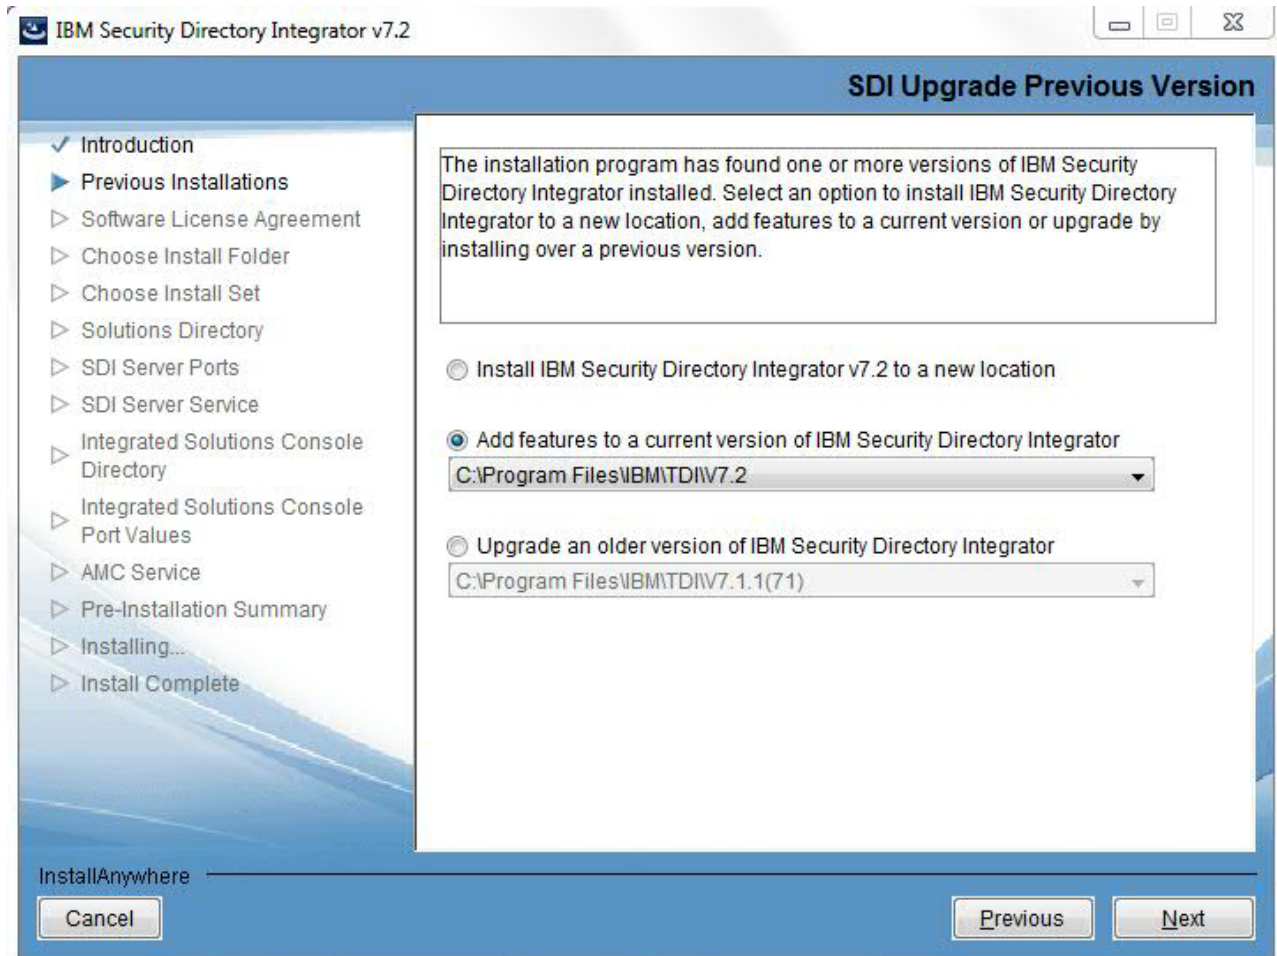 IBM Security Directory Integrator v7.2
SDI Upgrade Previous Version
Introduction
Previous Installations
Software License Agreement
Choose Install Folder
Choose Install Set
Solutions Directory
SDI Server Ports
SDI Server Service
Integrated Solutions Console
Directory
Integrated Solutions Console
Port Values
AMC Service
Pre-Installation Summary
Installing...
Install Complete
The installation program has found one or more versions of IBM Security
Directory Integrator installed. Select an option to install IBM Security Directory
Integrator to a new location, add features to a current version or upgrade by
installing over a previous version.
Install IBM Security Directory Integrator v7.2 to a new location
Add features to a current version of IBM Security Directory Integrator
C:\Program Files\IBM\TDI\V7.2
Upgrade an older version of IBM Security Directory Integrator
C:\Program Files\IBM\TDI\V7.1.1(71)
InstallAnywhere
Cancel
Previous
Next